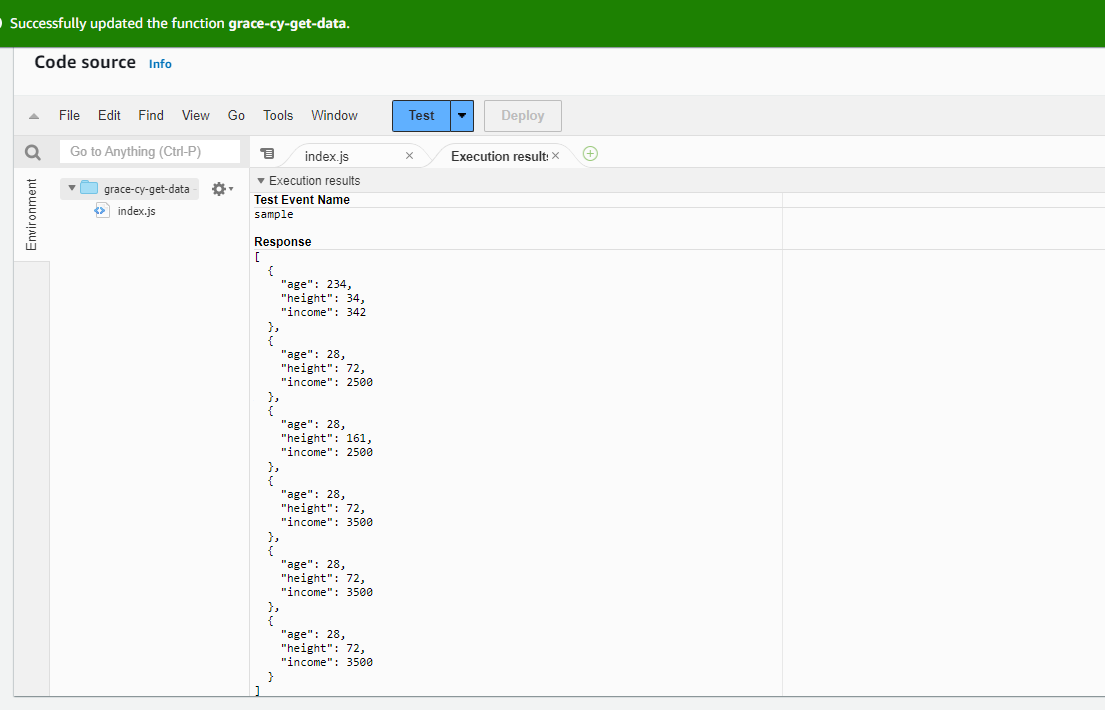 Successfully updated the function grace-cy-get-data.
Code source Info
File Edit Find View Go Tools Window Test Deploy
Go to Anything (Ctrl-P) index.js × Execution results ×
Environment
grace-cy-get-data
index.js
Execution results
Test Event Name
sample
Response
[
  {
    "age": 234,
    "height": 34,
    "income": 342
  },
  {
    "age": 28,
    "height": 72,
    "income": 2500
  },
  {
    "age": 28,
    "height": 161,
    "income": 2500
  },
  {
    "age": 28,
    "height": 72,
    "income": 3500
  },
  {
    "age": 28,
    "height": 72,
    "income": 3500
  },
  {
    "age": 28,
    "height": 72,
    "income": 3500
  }
]